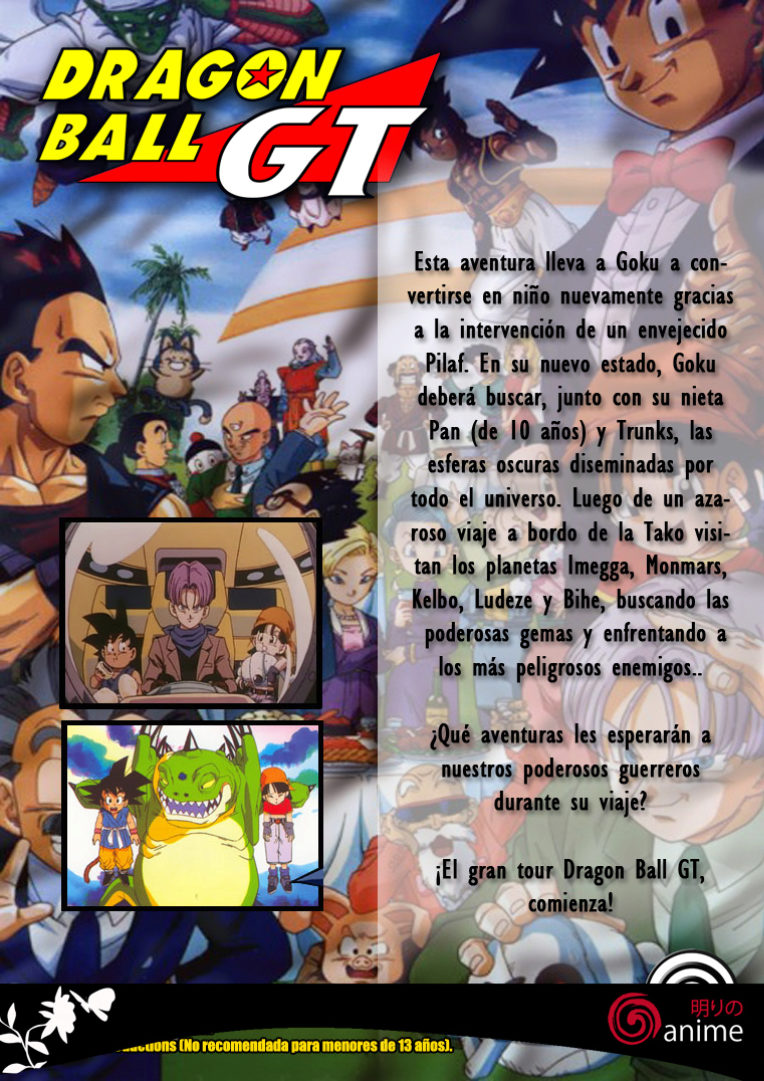 DRAGON
BALL GT
Esta aventura lleva a Goku a con-
vertirse en niño nuevamente gracias
a la intervención de un envejecido
Pilaf. En su nuevo estado, Goku
deberá buscar, junto con su nieta
Pan (de 10 años) y Trunks, las
esferas oscuras diseminadas por
todo el universo. Luego de un aza-
roso viaje a bordo de la Tako visi-
tan los planetas Imegga, Monmars,
Kelbo, Ludeze y Bihe, buscando las
poderosas gemas y enfrentando a
los más peligrosos enemigos..
¿Qué aventuras les esperarán a
nuestros poderosos guerreros
durante su viaje?
¡El gran tour Dragon Ball GT,
comienza!
明りの
anime
(No recomendada para menores de 13 años).